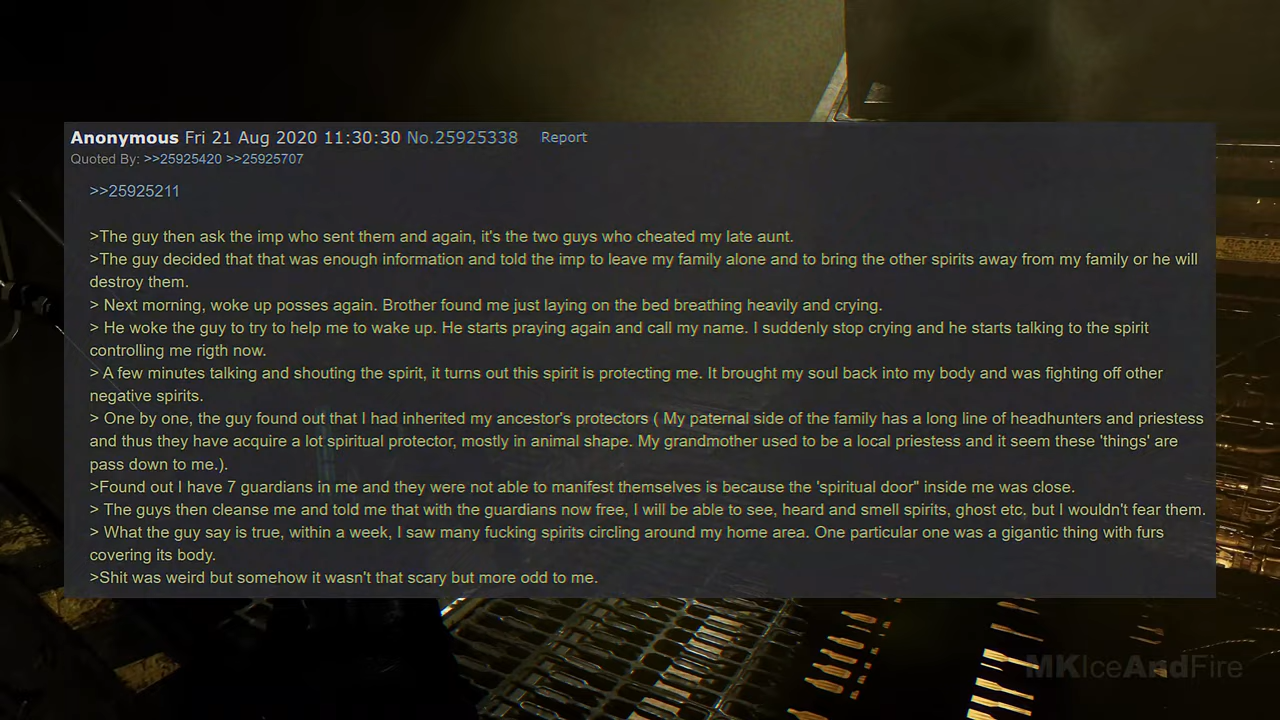 Anonymous Fri 21 Aug 2020 11:30:30 No.25925338 Report
Quoted By: >>25925420 >>25925707
>>25925211
>The guy then ask the imp who sent them and again, it's the two guys who cheated my late aunt.
>The guy decided that that was enough information and told the imp to leave my family alone and to bring the other spirits away from my family or he will
destroy them.
> Next morning, woke up posses again. Brother found me just laying on the bed breathing heavily and crying.
> He woke the guy to try to help me to wake up. He starts praying again and call my name. I suddenly stop crying and he starts talking to the spirit
controlling me rigth now.
> A few minutes talking and shouting the spirit, it turns out this spirit is protecting me. It brought my soul back into my body and was fighting off other
negative spirits.
> One by one, the guy found out that I had inherited my ancestor's protectors ( My paternal side of the family has a long line of headhunters and priestess
and thus they have acquire a lot spiritual protector, mostly in animal shape. My grandmother used to be a local priestess and it seem these 'things' are
pass down to me.).
>Found out I have 7 guardians in me and they were not able to manifest themselves is because the 'spiritual door" inside me was close.
> The guys then cleanse me and told me that with the guardians now free, I will be able to see, heard and smell spirits, ghost etc, but I wouldn't fear them.
> What the guy say is true, within a week, I saw many fucking spirits circling around my home area. One particular one was a gigantic thing with furs
covering its body.
>Shit was weird but somehow it wasn't that scary but more odd to me.
MKIceAndFire